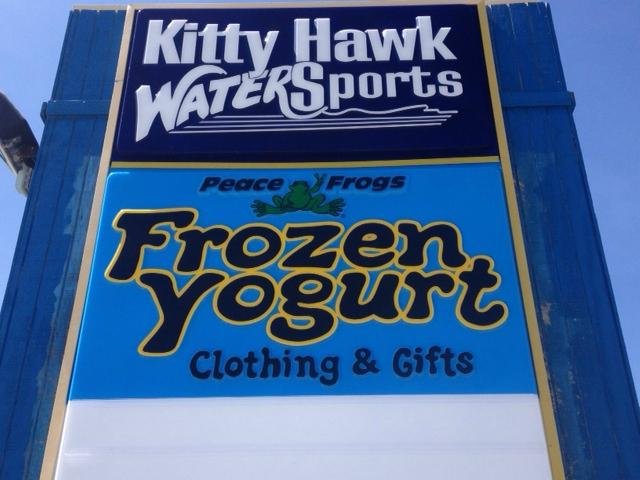 Kitty Hawk
WATERSports
Peace Frogs
Frozen
Yogurt
Clothing & Gifts